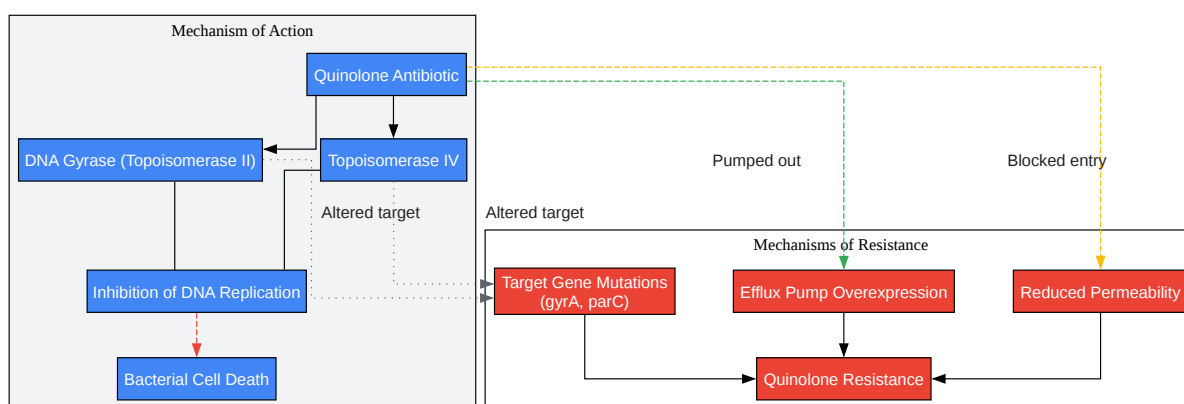 Mechanism of Action
Quinolone Antibiotic
DNA Gyrase (Topoisomerase II)
Topoisomerase IV
Pumped out
Blocked entry
Altered target
Altered target
Mechanisms of Resistance
Inhibition of DNA Replication
Target Gene Mutations
(gyrA, parC)
Efflux Pump Overexpression
Reduced Permeability
Bacterial Cell Death
Quinolone Resistance